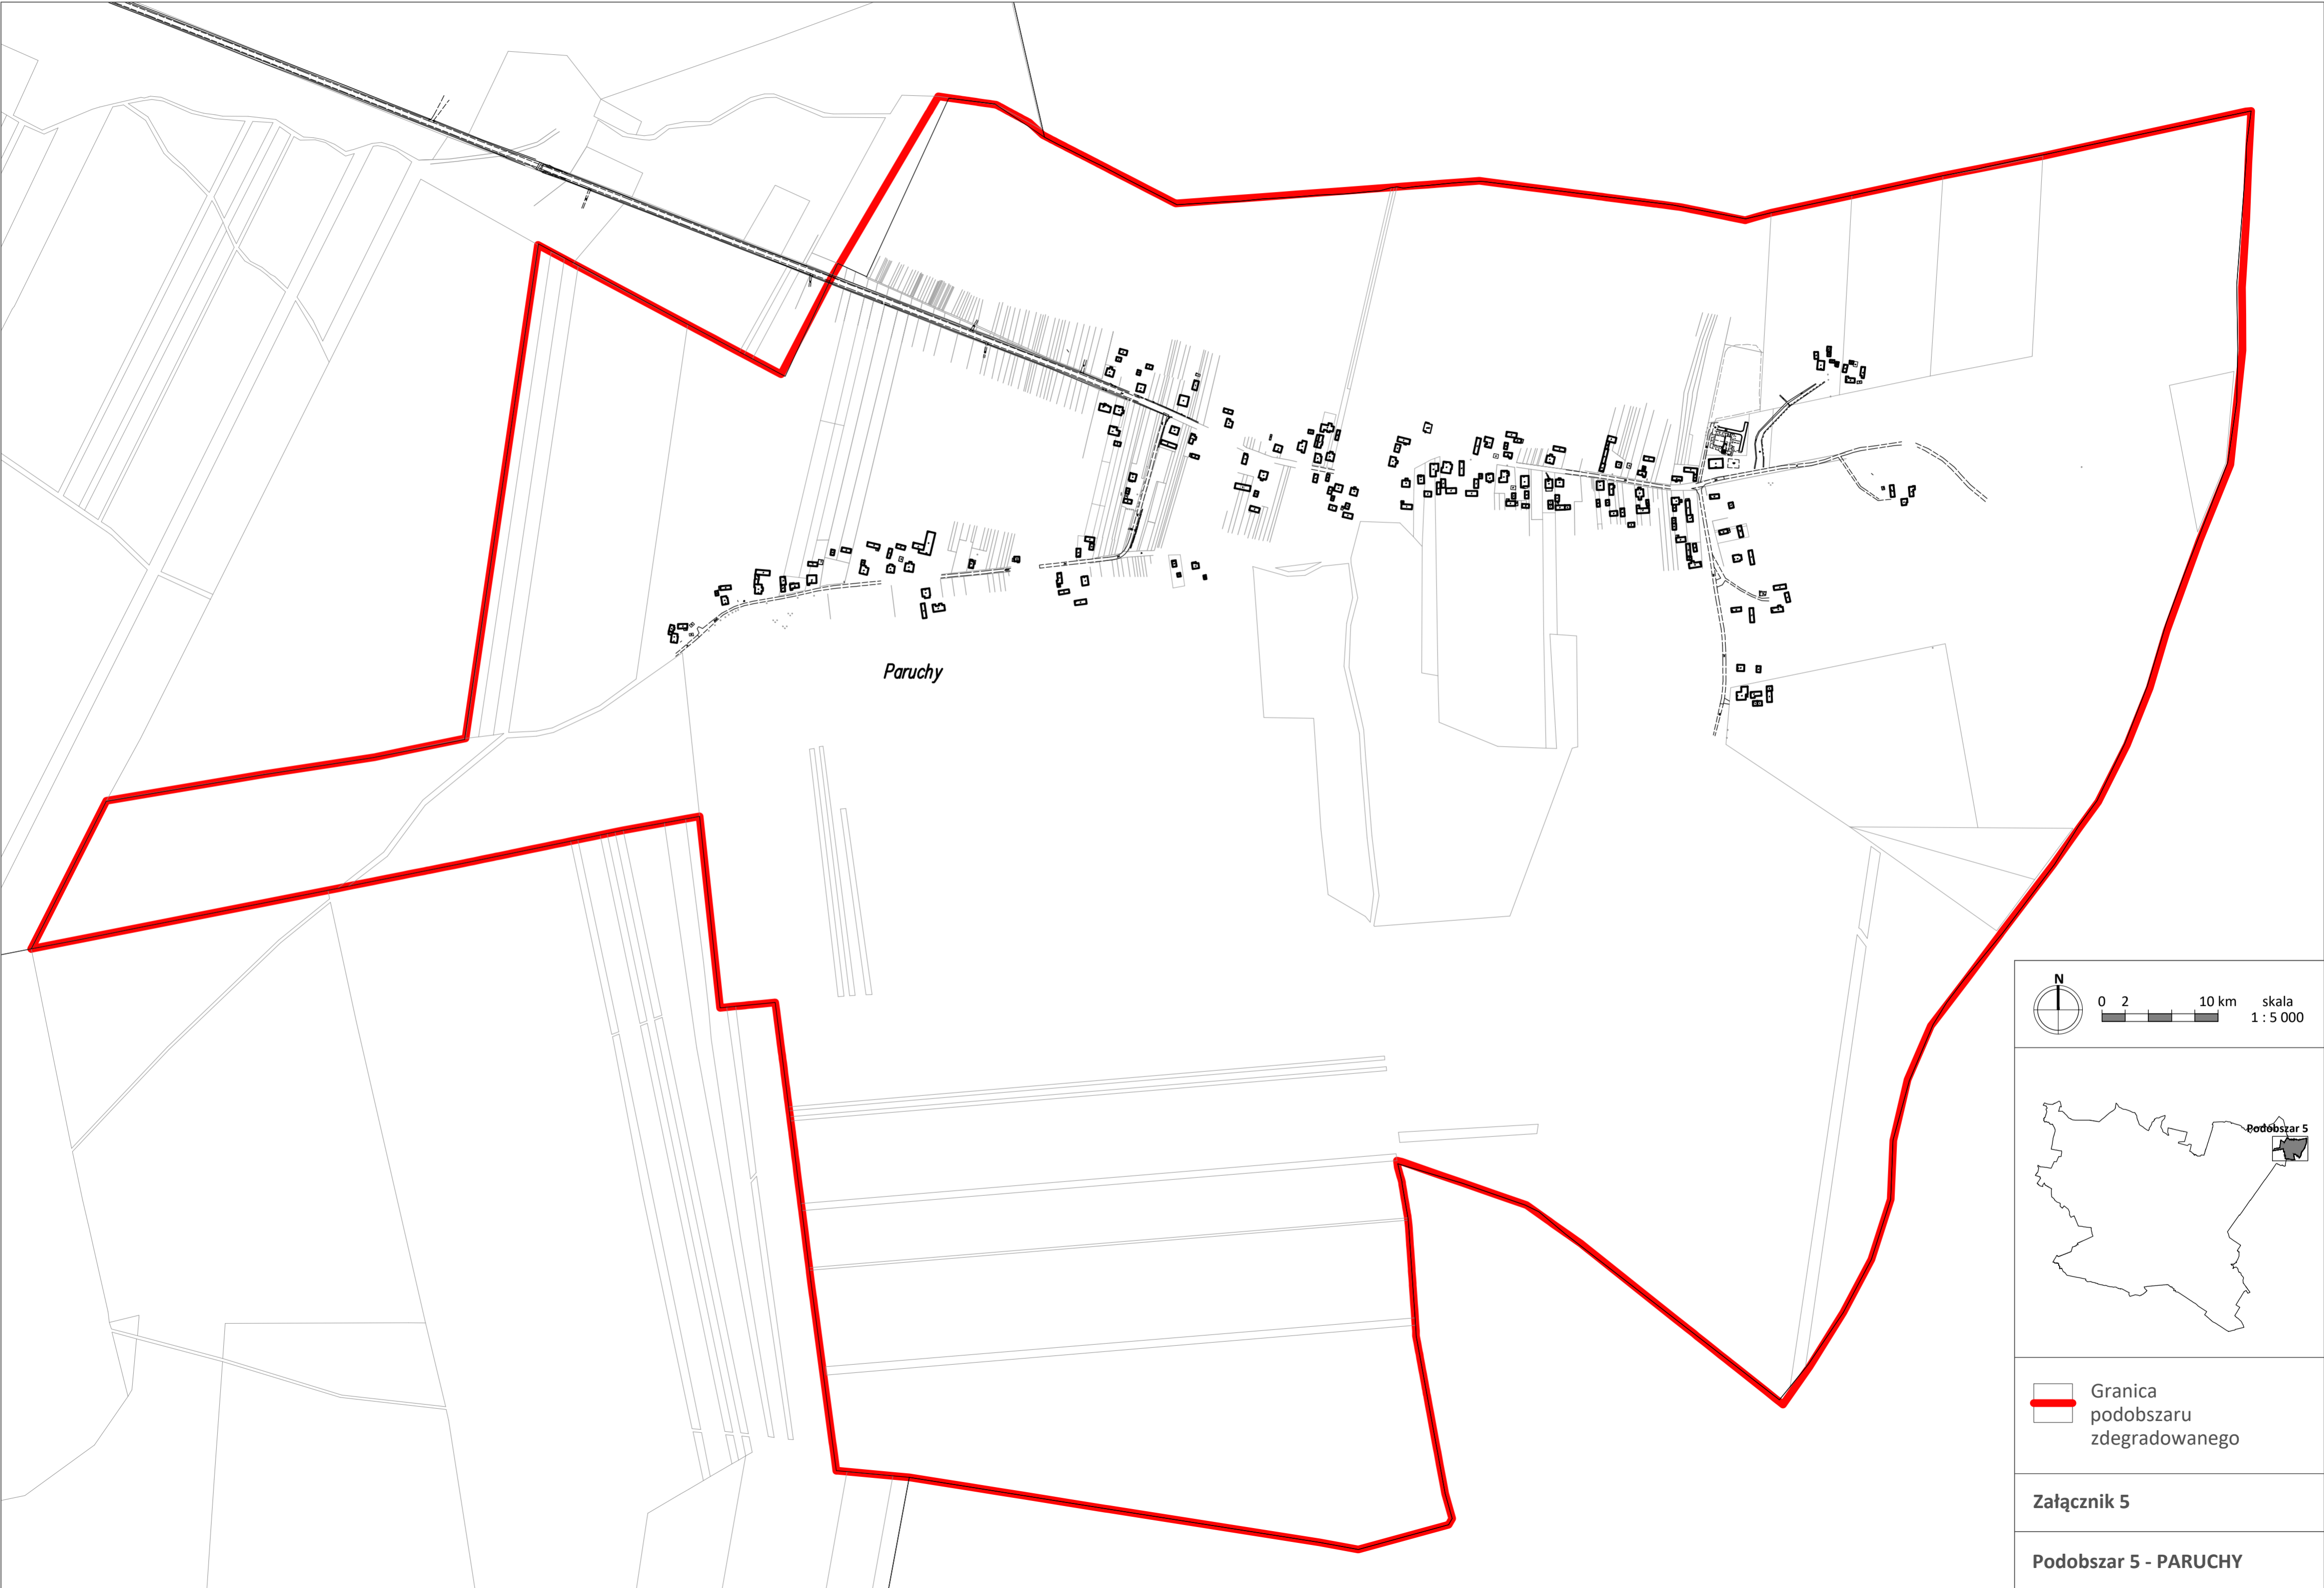 Paruchy
N
0 2 10 km skala
1 : 5 000
Podobszar 5
Granica
podobszaru
zdegradowanego
Załącznik 5
Podobszar 5 - PARUCHY